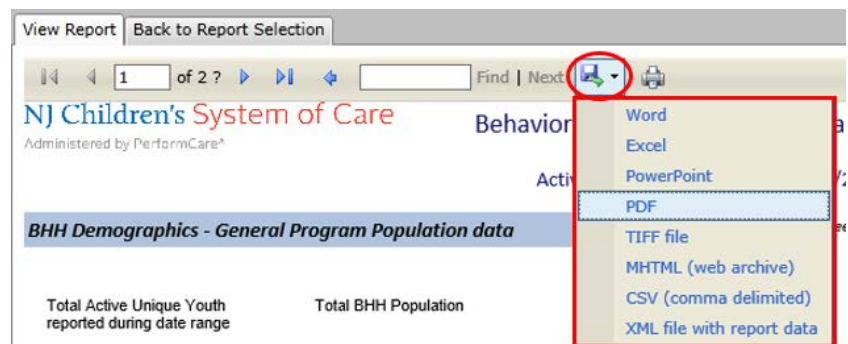 View Report Back to Report Selection
1 of 2 ? Find | Next
NJ Children's System of Care
Administered by PerformCare
Behavior
Activ
BHH Demographics - General Program Population data
Total Active Unique Youth
reported during date range
Total BHH Population
Word
Excel
PowerPoint
PDF
TIFF file
MHTML (web archive)
CSV (comma delimited)
XML file with report data